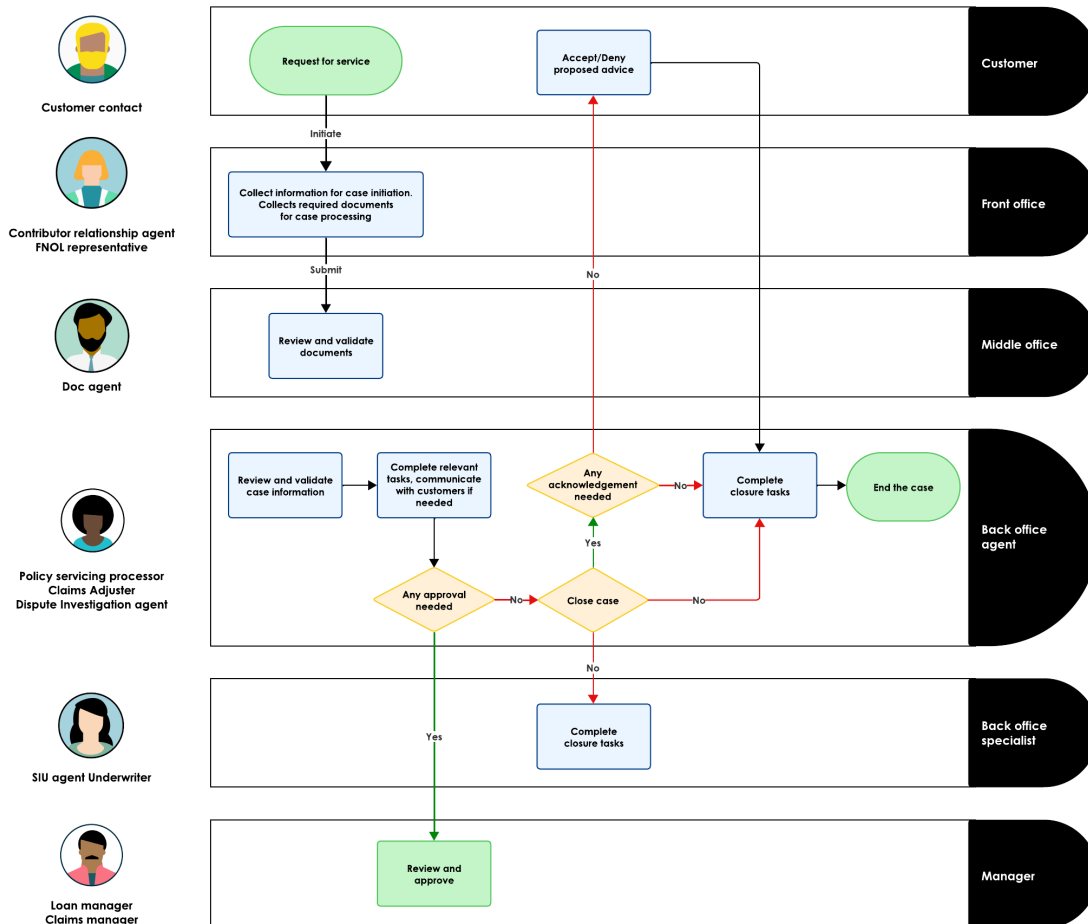 Request for service
Accept/Deny
proposed advice
Customer
Customer contact
Initiate
Collect information for case initiation.
Collects required documents
for case processing
Front office
Contributor relationship agent
FNOL representative
Submit
No
Review and validate
documents
Middle office
Doc agent
Review and validate
case information
Complete relevant
tasks, communicate
with customers if
needed
Any
acknowledgement
needed
No
Complete
closure tasks
End the case
Back office
agent
Yes
Policy servicing processor
Claims Adjuster
Dispute Investigation agent
Any approval
needed
No
Close case
No
No
Yes
Complete
closure tasks
Back office
specialist
SIU agent Underwriter
Review and
approve
Manager
Loan manager
Claims manager